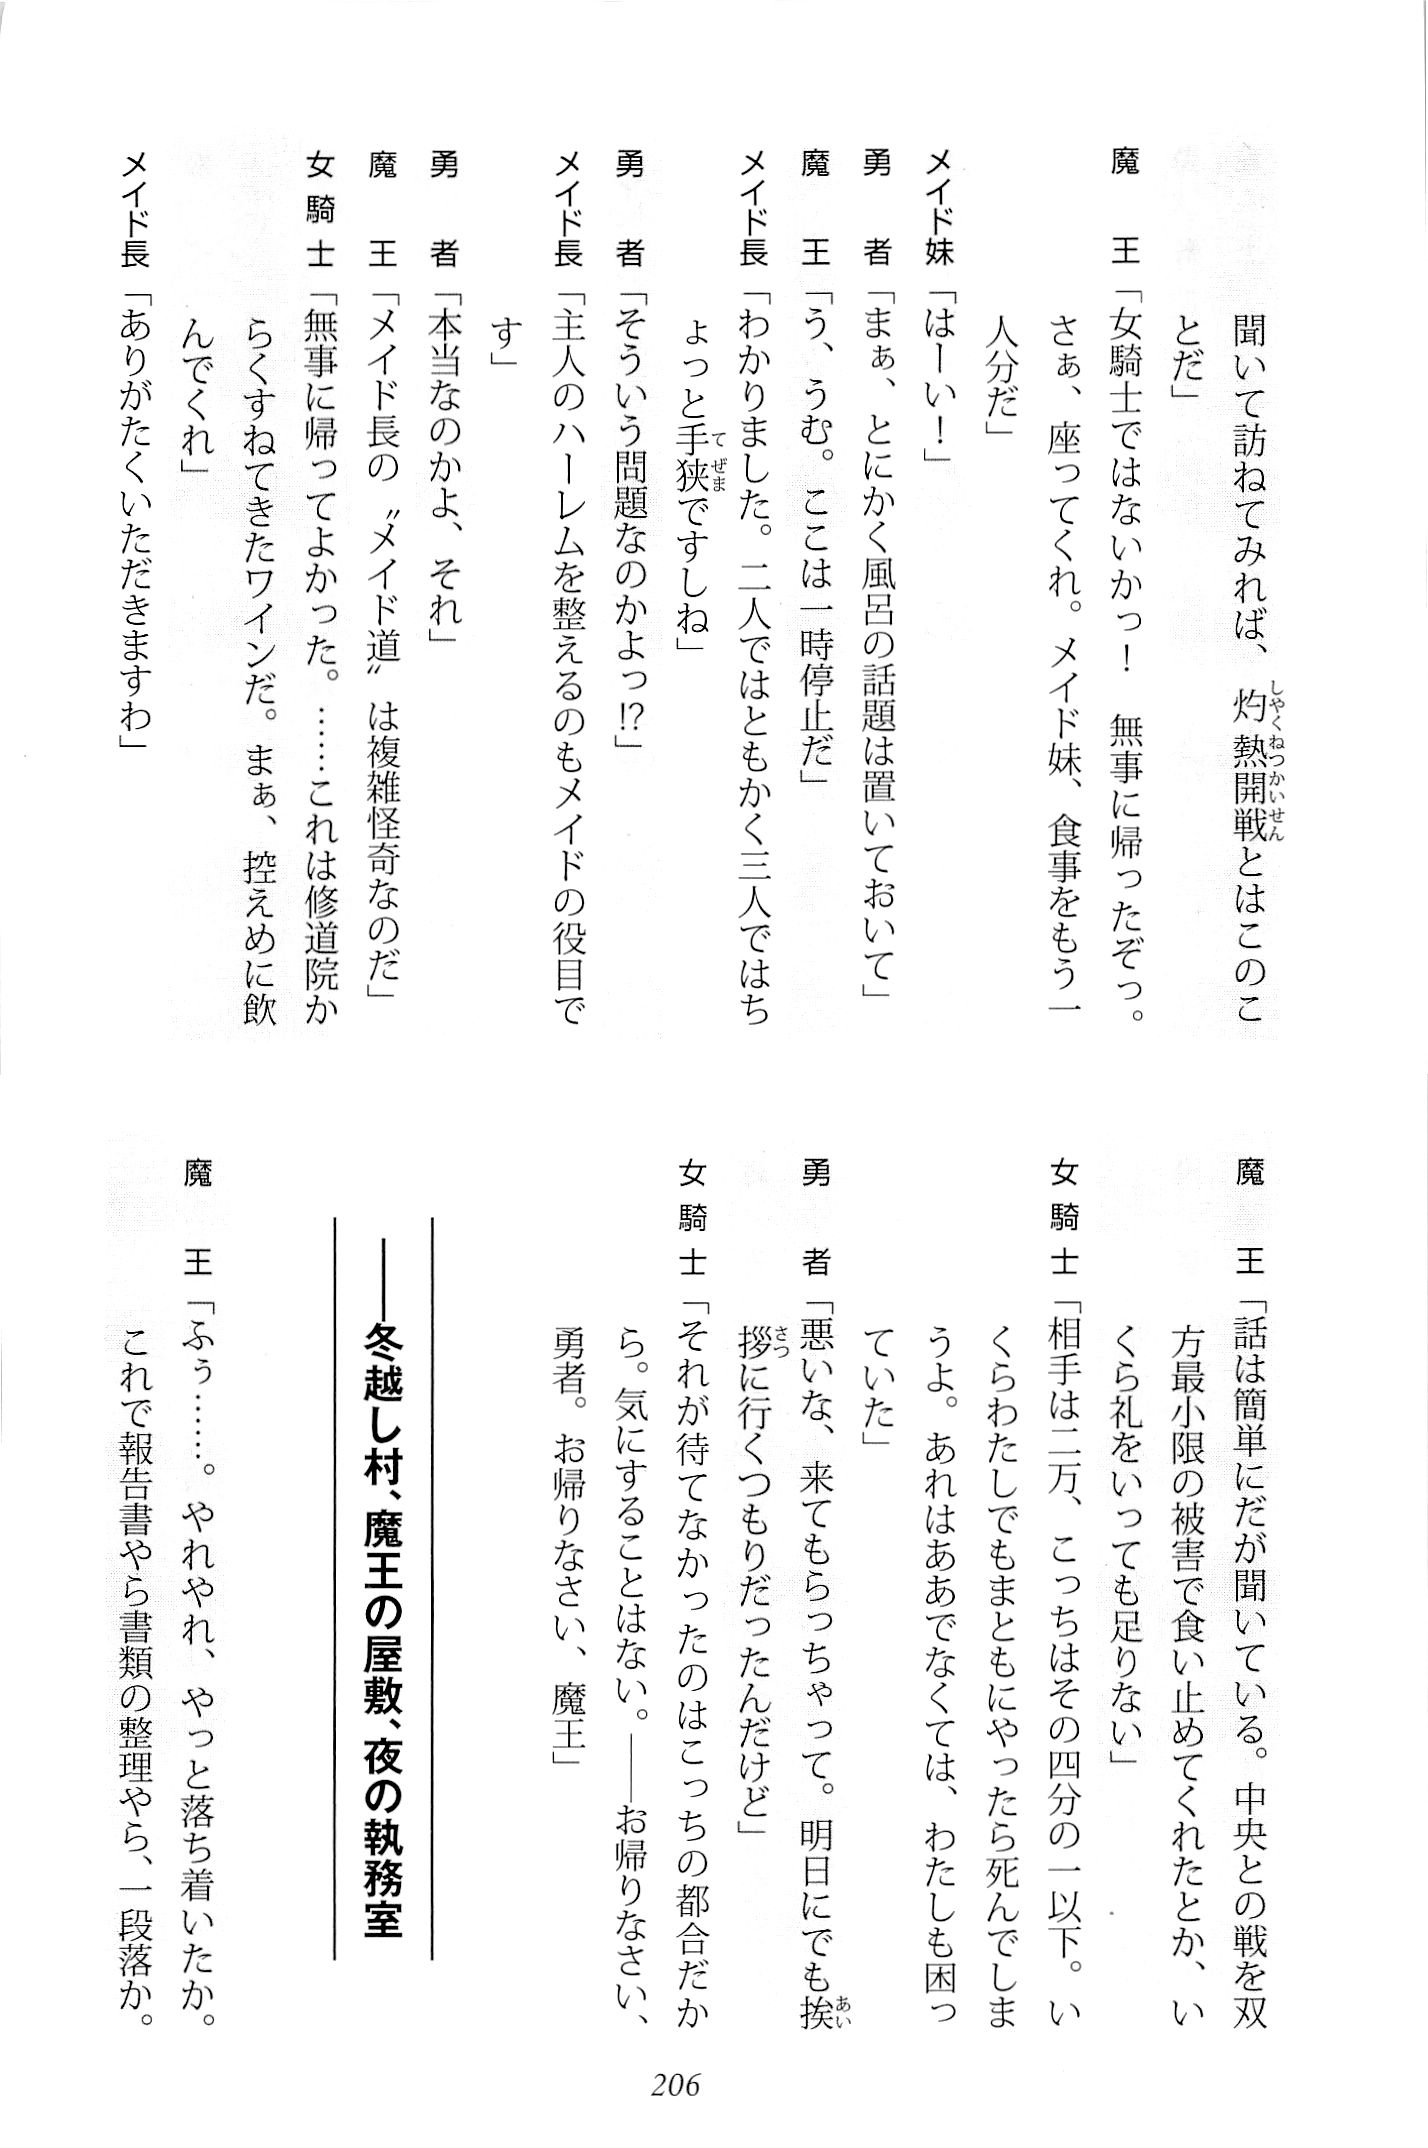 聞いて訪ねてみれば、灼熱開戦とはこのこ
とだ」
魔王「女騎士ではないかっ！　無事に帰ったぞっ。
さぁ、座ってくれ。メイド妹、食事をもう一
人分だ」
メイド妹「はーい！」
勇者「まぁ、とにかく風呂の話題は置いておいて」
魔王「う、うむ。ここは一時停止だ」
メイド長「わかりました。二人ではともかく三人ではち
ょっと手狭ですしね」
勇者「そういう問題なのかよっ!?」
メイド長「主人のハーレムを整えるのもメイドの役目で
す」
勇者「本当なのかよ、それ」
魔王「メイド長の〝メイド道〟は複雑怪奇なのだ」
女騎士「無事に帰ってよかった。……これは修道院か
らくすねてきたワインだ。まぁ、控えめに飲
んでくれ」
メイド長「ありがたくいただきますわ」
魔王「話は簡単にだが聞いている。中央との戦を双
方最小限の被害で食い止めてくれたとか、い
くら礼をいっても足りない」
女騎士「相手は二万、こっちはその四分の一以下。い
くらわたしでもまともにやったら死んでしま
うよ。あれはああでなくては、わたしも困っ
ていた」
勇者「悪いな、来てもらっちゃって。明日にでも挨
拶に行くつもりだったんだけど」
女騎士「それが待てなかったのはこっちの都合だか
ら。気にすることはない。――お帰りなさい、
勇者。お帰りなさい、魔王」
――冬越し村、魔王の屋敷、夜の執務室
魔王「ふぅ……。やれやれ、やっと落ち着いたか。
これで報告書やら書類の整理やら、一段落か。
206